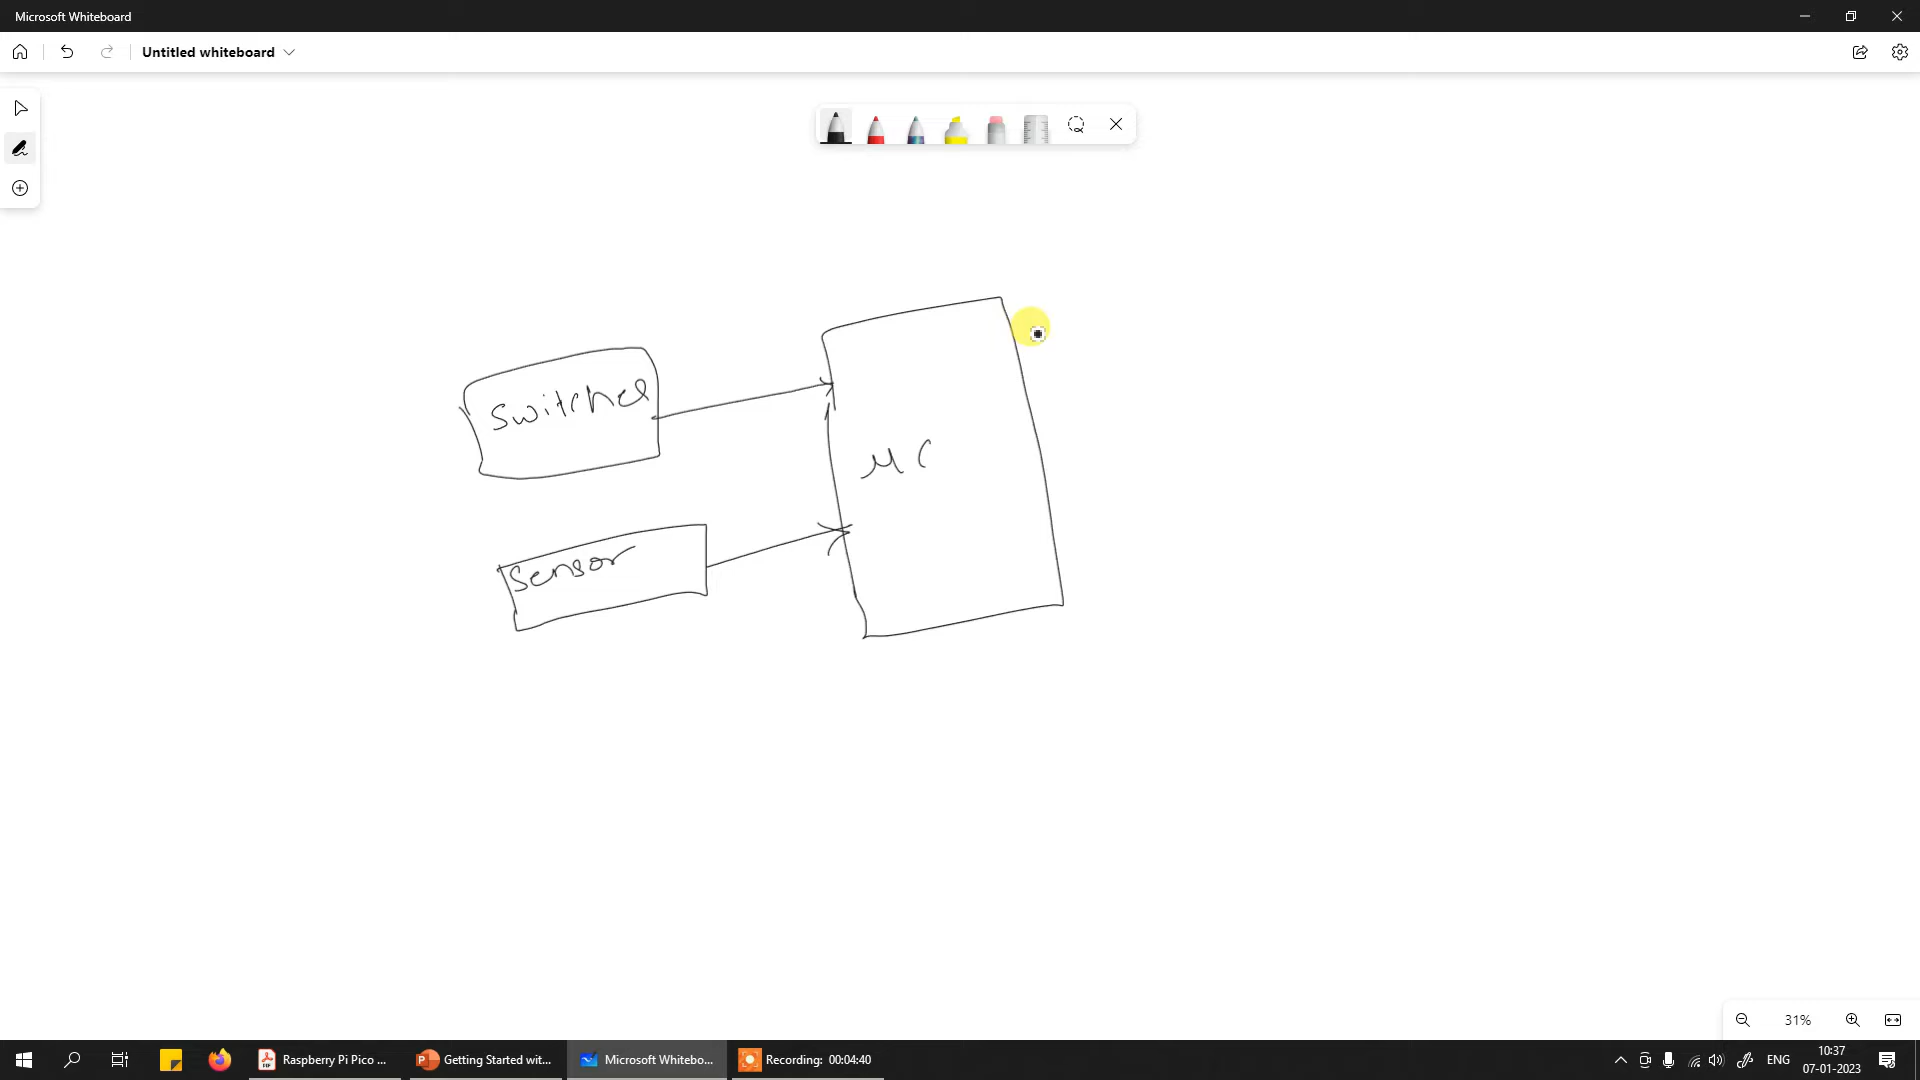 Microsoft Whiteboard
Untitled whiteboard
Switches
μC
Sensor
31%
Raspberry Pi Pico ...
Getting Started wit...
Microsoft Whitebo...
Recording: 00:04:40
ENG
10:37
07-01-2023